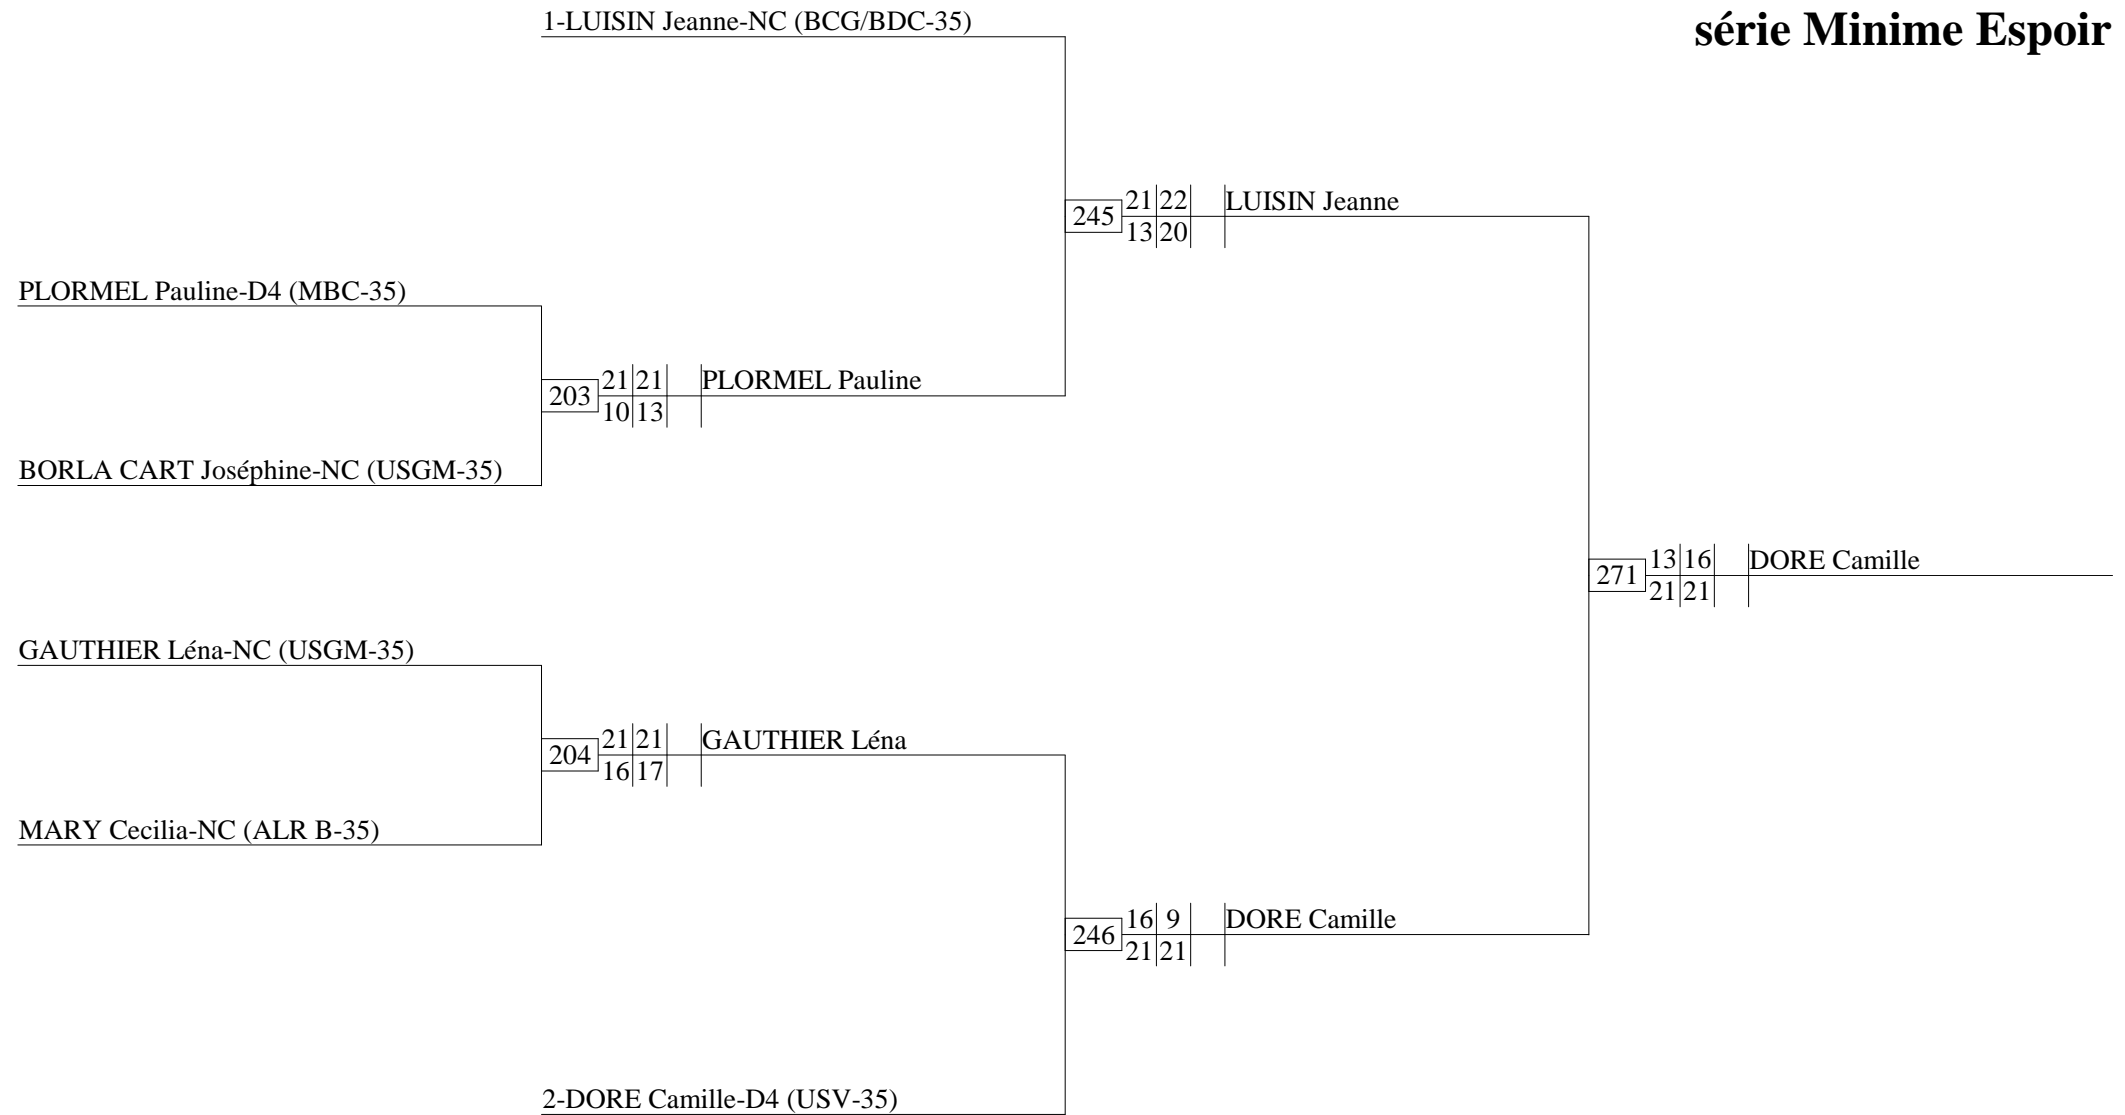 1-LUISIN Jeanne-NC (BCG/BDC-35)
série Minime Espoir
21 22 LUISIN Jeanne
245
13 20
PLORMEL Pauline-D4 (MBC-35)
21 21 PLORMEL Pauline
203
10 13
BORLA CART Joséphine-NC (USGM-35)
13 16 DORE Camille
271
21 21
GAUTHIER Léna-NC (USGM-35)
21 21 GAUTHIER Léna
204
16 17
MARY Cecilia-NC (ALR B-35)
16 9 DORE Camille
246
21 21
2-DORE Camille-D4 (USV-35)